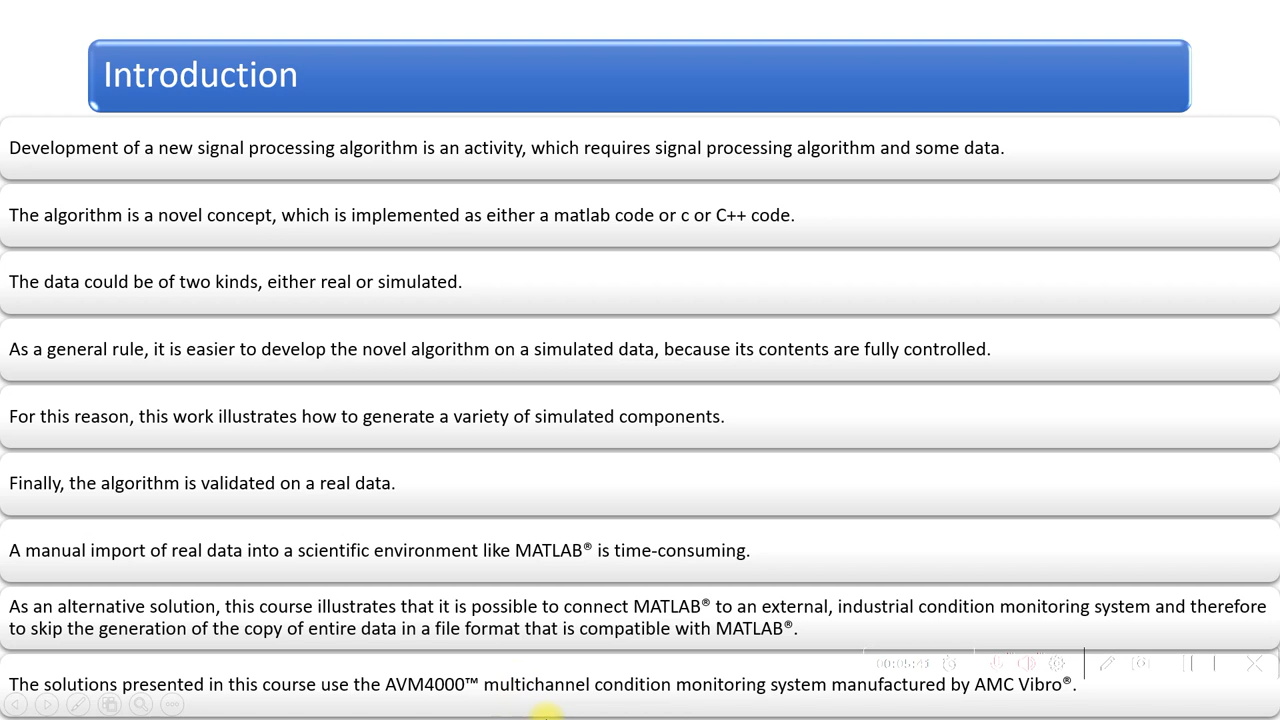 Introduction
Development of a new signal processing algorithm is an activity, which requires signal processing algorithm and some data.
The algorithm is a novel concept, which is implemented as either a matlab code or c or C++ code.
The data could be of two kinds, either real or simulated.
As a general rule, it is easier to develop the novel algorithm on a simulated data, because its contents are fully controlled.
For this reason, this work illustrates how to generate a variety of simulated components.
Finally, the algorithm is validated on a real data.
A manual import of real data into a scientific environment like MATLAB® is time-consuming.
As an alternative solution, this course illustrates that it is possible to connect MATLAB® to an external, industrial condition monitoring system and therefore
to skip the generation of the copy of entire data in a file format that is compatible with MATLAB®.
The solutions presented in this course use the AVM4000™ multichannel condition monitoring system manufactured by AMC Vibro®.